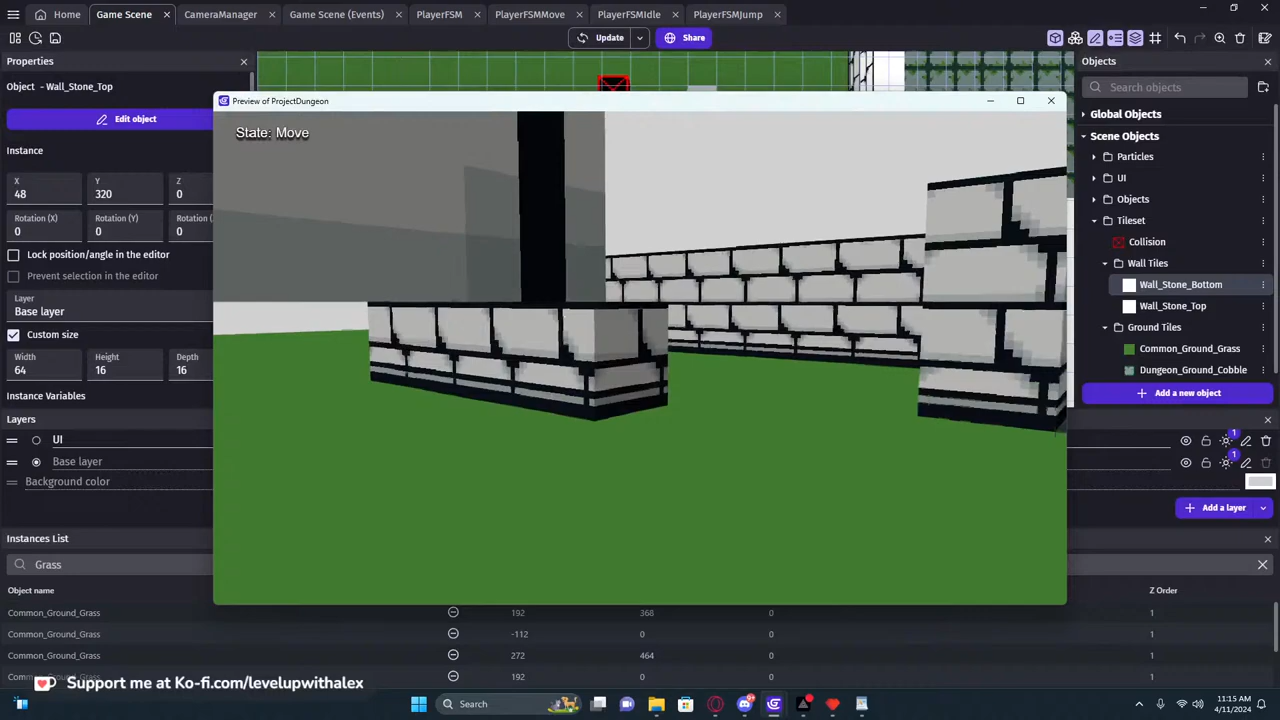 Home
Game Scene
CameraManager
Game Scene (Events)
PlayerFSM
PlayerFSMMove
PlayerFSMIdle
PlayerFSMJump
Update
Share
Properties
Objects
Object - Wall_Stone_Top
Search objects
Preview of ProjectDungeon
Edit object
Global Objects
State: Move
Scene Objects
Instance
Particles
X
Y
Z
48
320
0
UI
Objects
Rotation (X)
Rotation (Y)
Rotation (
0
0
0
Tileset
Collision
Lock position/angle in the editor
Wall Tiles
Prevent selection in the editor
Wall_Stone_Bottom
Layer
Base layer
Wall_Stone_Top
Custom size
Ground Tiles
Width
Height
Depth
64
16
16
Common_Ground_Grass
Dungeon_Ground_Cobble
Instance Variables
Add a new object
Layers
UI
1
Base layer
1
Background color
Add a layer
Instances List
Grass
Object name
Z Order
Common_Ground_Grass 192 368 0 1
Common_Ground_Grass -112 0 0 1
Common_Ground_Grass 272 464 0 1
Common_Ground_Grass 192 0 0 1
Support me at Ko-fi.com/levelupwithalex
Search
9+
11:15 AM
4/11/2024